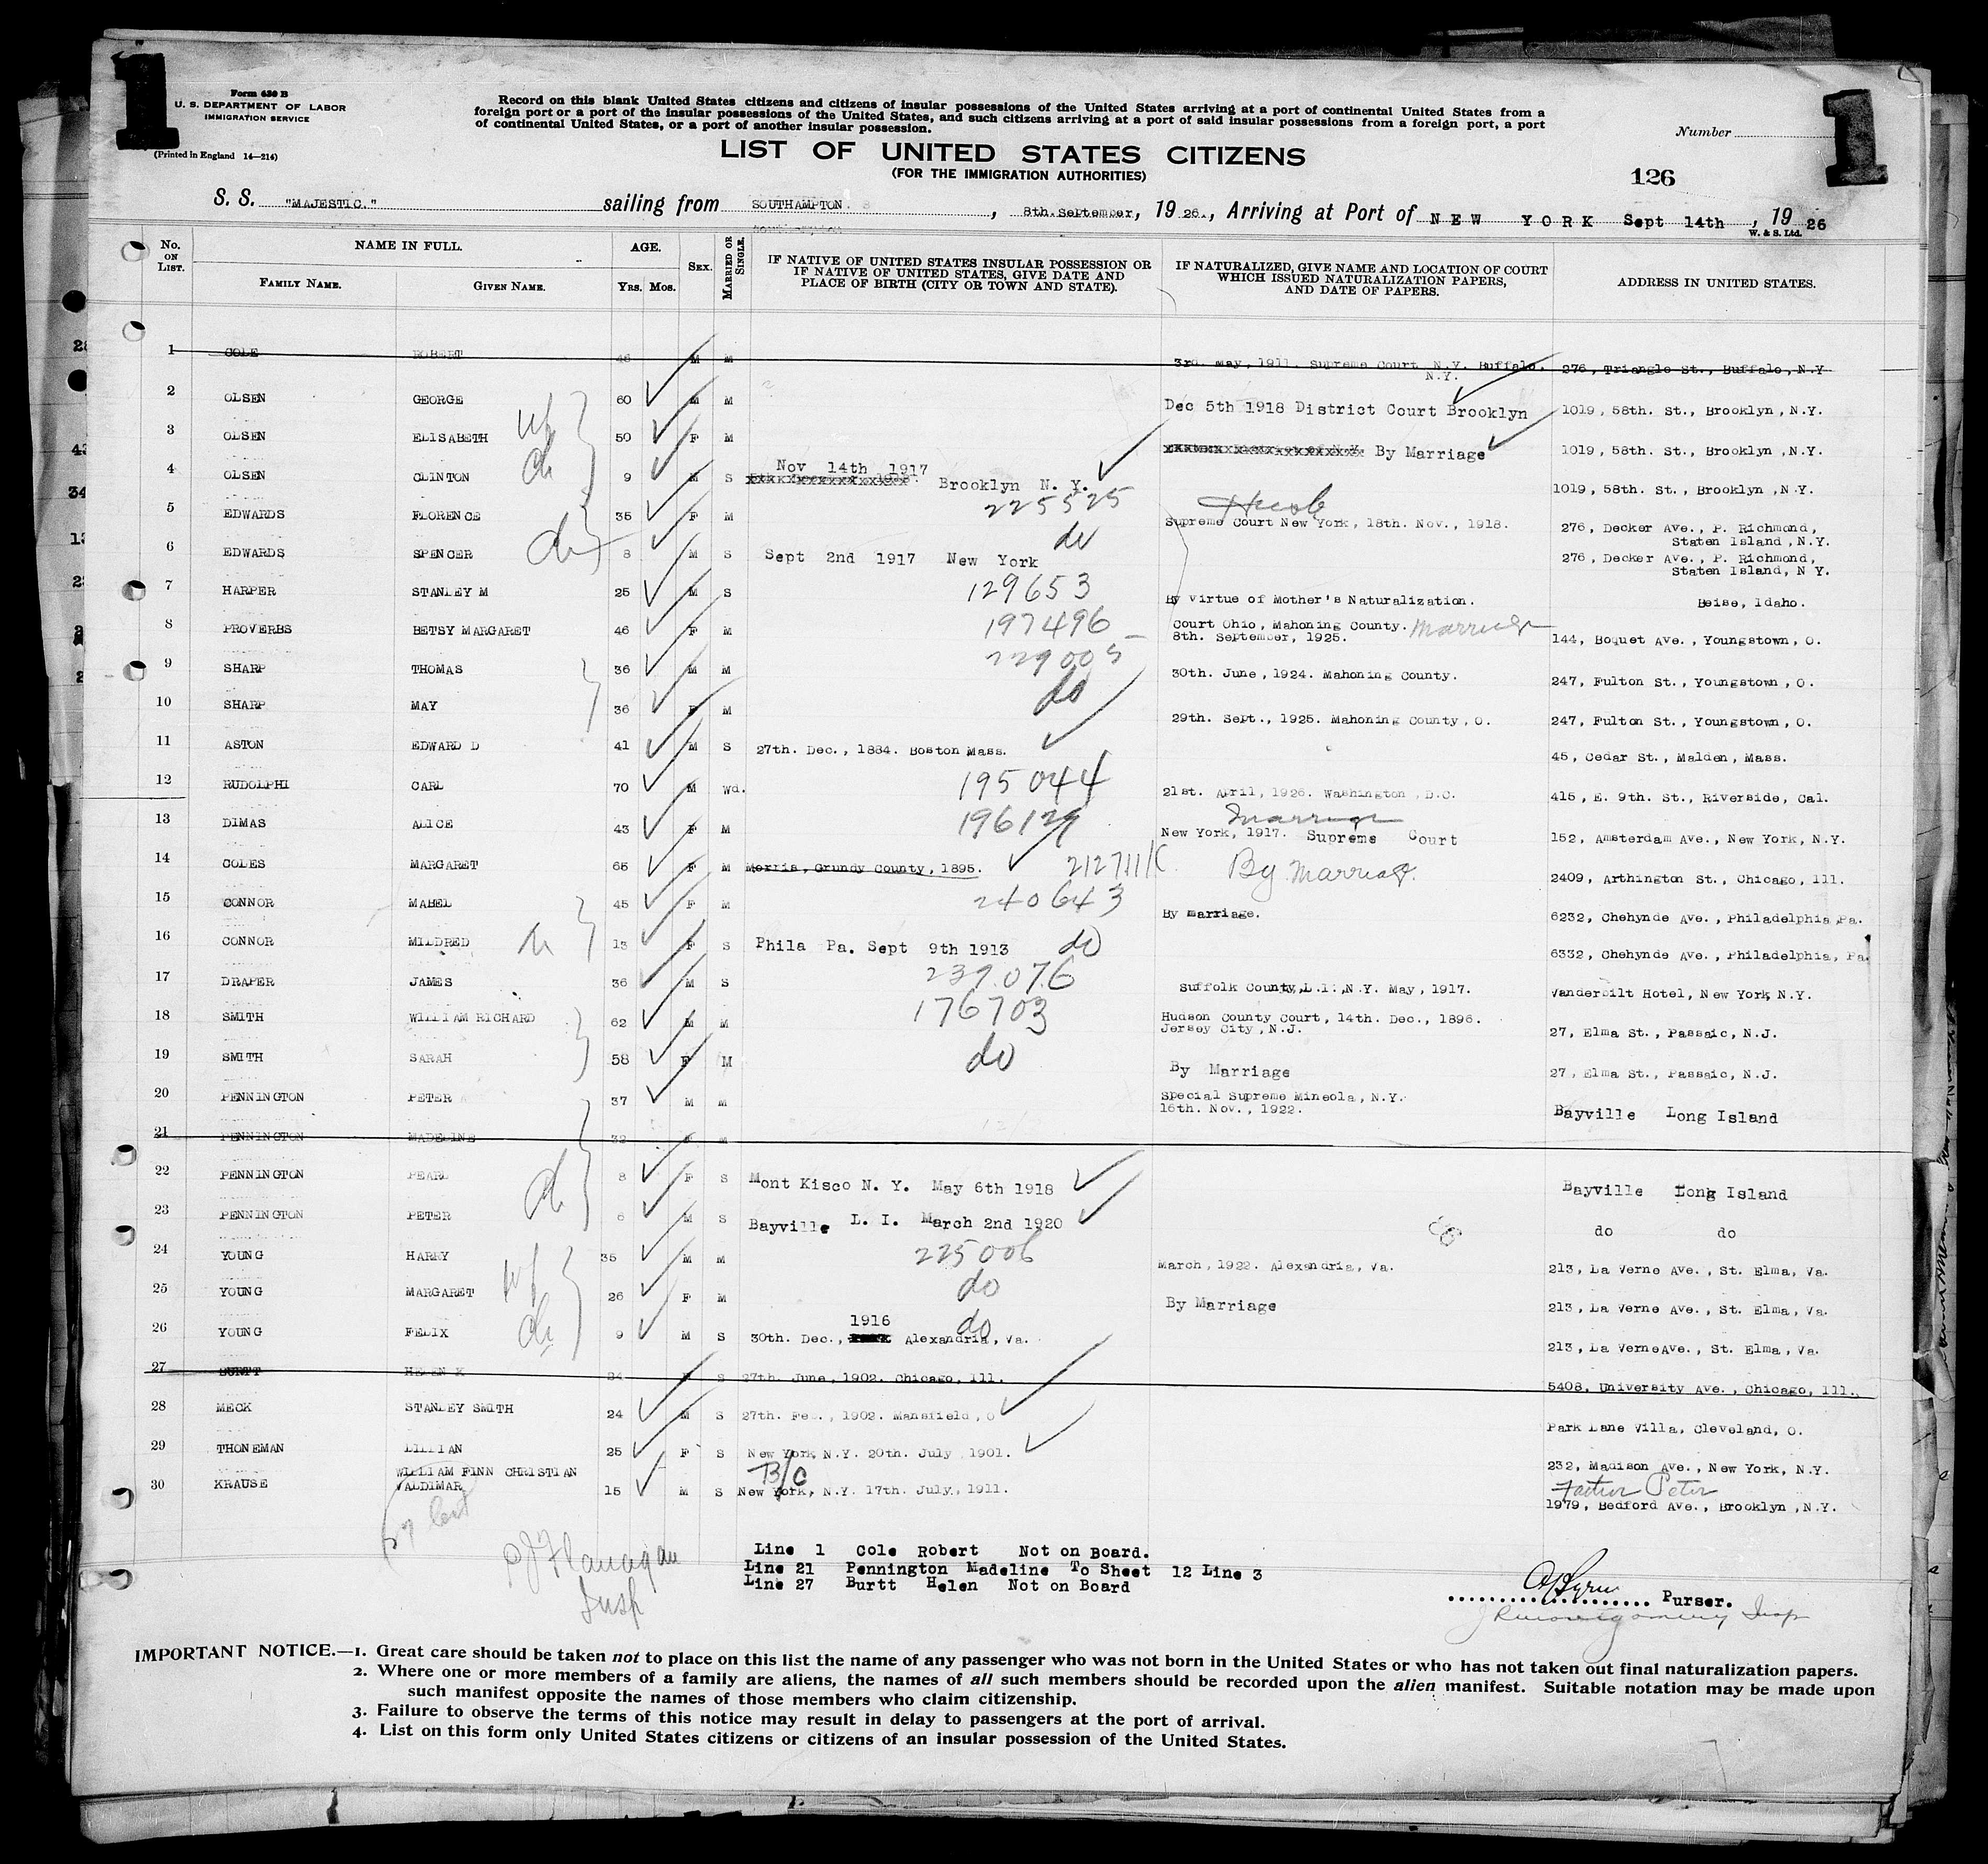 1
1
Form 630 B
U. S. DEPARTMENT OF LABOR
IMMIGRATION SERVICE
(Printed in England 14—214)
Record on this blank United States citizens and citizens of insular possessions of the United States arriving at a port of continental United States from a
foreign port or a port of the insular possessions of the United States, and such citizens arriving at a port of said insular possessions from a foreign port, a port
of continental United States, or a port of another insular possession.
Number
LIST OF UNITED STATES CITIZENS
(FOR THE IMMIGRATION AUTHORITIES)
126
S. S. "MAJESTIC." sailing from SOUTHAMPTON, 8th.September, 1926., Arriving at Port of NEW YORK Sept 14th, 1926
W. & S. Ltd.
No. ON LIST. NAME IN FULL. AGE. SEX. MARRIED OR SINGLE. IF NATIVE OF UNITED STATES INSULAR POSSESSION OR IF NATIVE OF UNITED STATES, GIVE DATE AND PLACE OF BIRTH (CITY OR TOWN AND STATE). IF NATURALIZED, GIVE NAME AND LOCATION OF COURT WHICH ISSUED NATURALIZATION PAPERS, AND DATE OF PAPERS. ADDRESS IN UNITED STATES.
FAMILY NAME. GIVEN NAME. YRS. MOS.
1 COLE ROBERT 46 M M 3rd. May, 1911. Supreme Court N.Y. Buffalo, N.Y. 276, Triangle St., Buffalo, N.Y
2 OLSEN GEORGE 60 M M Dec 5th 1918 District Court Brooklyn 1019, 58th. St., Brooklyn, N.Y.
3 OLSEN ELISABETH wf 50 F M By Marriage 1019, 58th. St., Brooklyn, N.Y.
4 OLSEN CLINTON ch 9 M S Nov 14th 1917 Brooklyn N. Y. 1019, 58th. St., Brooklyn, N.Y.
5 EDWARDS FLORENCE 35 F M 225525 Supreme Court New York, 18th. Nov., 1918. 276, Decker Ave., P. Richmond, Staten Island, N.Y.
6 EDWARDS SPENCER ch 8 M S Sept 2nd 1917 New York do 276, Decker Ave., P. Richmond, Staten Island, N Y.
7 HARPER STANLEY M 25 M S 129653 By Virtue of Mother's Naturalization. Beise, Idaho.
8 PROVERBS BETSY MARGARET 46 F M 197496 Court Ohio, Mahoning County. 8th. September, 1925. Marriage 144, Boquet Ave., Youngstown, O.
9 SHARP THOMAS 36 M M 229005 30th. June, 1924. Mahoning County. 247, Fulton St., Youngstown, O.
10 SHARP MAY 36 F M do 29th. Sept., 1925. Mahoning County, O. 247, Fulton St., Youngstown, O.
11 ASTON EDWARD D 41 M S 27th. Dec., 1884. Boston Mass. 45, Cedar St., Malden, Mass.
12 RUDOLPHI CARL 70 M Wd. 195044 21st. April, 1926. Washington, D.C. 415, E. 9th. St., Riverside, Cal.
13 DIMAS ALICE 43 F M 196129 Marriage New York, 1917. Supreme Court 152, Amsterdam Ave., New York, N.Y.
14 COLES MARGARET 65 F M Morris, Grundy County, 1895. 212711 By Marriage. 2409, Arthington St., Chicago, Ill.
15 CONNOR MABEL 45 F M 240643 By marriage. 6232, Chehynde Ave., Philadelphia Pa.
16 CONNOR MILDRED ch 13 F S Phila Pa. Sept 9th 1913 do 6332, Chehynde Ave., Philadelphia, Pa.
17 DRAPER JAMES 36 M S 239076 Suffolk County, L.I., N.Y. May, 1917. Vanderbilt Hotel, New York, N.Y.
18 SMITH WILLIAM RICHARD 62 M M 176703 Hudson County Court, 14th. Dec., 1896. Jersey City, N.J. 27, Elma St., Passaic, N.J.
19 SMITH SARAH 58 F M do By Marriage 27, Elma St., Passaic, N.J.
20 PENNINGTON PETER 37 M M Special Supreme Mineola, N.Y. 16th. Nov., 1922. Bayville Long Island
21 PENNINGTON MADELINE 32 F M
22 PENNINGTON PEARL ch 8 F S Mont Kisco N. Y. May 6th 1918 Bayville Long Island
23 PENNINGTON PETER 6 M S Bayville L. I. March 2nd 1920 do do
24 YOUNG HARRY 35 M M 225006 March, 1922. Alexandria, Va. 213, La Verne Ave., St. Elma, Va.
25 YOUNG MARGARET wf 26 F M do By Marriage 213, La Verne Ave., St. Elma, Va.
26 YOUNG FELIX ch 9 M S 30th. Dec., 1916 Alexandria, Va. do 213, La VerneAve., St. Elma, Va.
27 BURTT HELEN K 24 F S 27th. June, 1902. Chicago, Ill. 5408, University Ave., Chicago, Ill.
28 MECK STANLEY SMITH 24 M S 27th. Feb., 1902. Mansfield, O Park Lane Villa, Cleveland, O.
29 THONEMAN LILLIAN 25 F S New York N.Y. 20th. July 1901. 232, Madison Ave., New York, N.Y.
30 KRAUSE WILLIAM FINN CHRISTIAN VALDIMAR 15 M S B/C New York, N.Y. 17th. July, 1911. Father Peter 1979, Bedford Ave., Brooklyn, N.Y.
Line 1 Cole Robert Not on Board.
Line 21 Pennington Madeline To Sheet 12 Line 3
Line 27 Burtt Helen Not on Board
Flanagan
Insp
Purser.
Insp
IMPORTANT NOTICE.—1. Great care should be taken not to place on this list the name of any passenger who was not born in the United States or who has not taken out final naturalization papers.
2. Where one or more members of a family are aliens, the names of all such members should be recorded upon the alien manifest. Suitable notation may be made upon
such manifest opposite the names of those members who claim citizenship.
3. Failure to observe the terms of this notice may result in delay to passengers at the port of arrival.
4. List on this form only United States citizens or citizens of an insular possession of the United States.